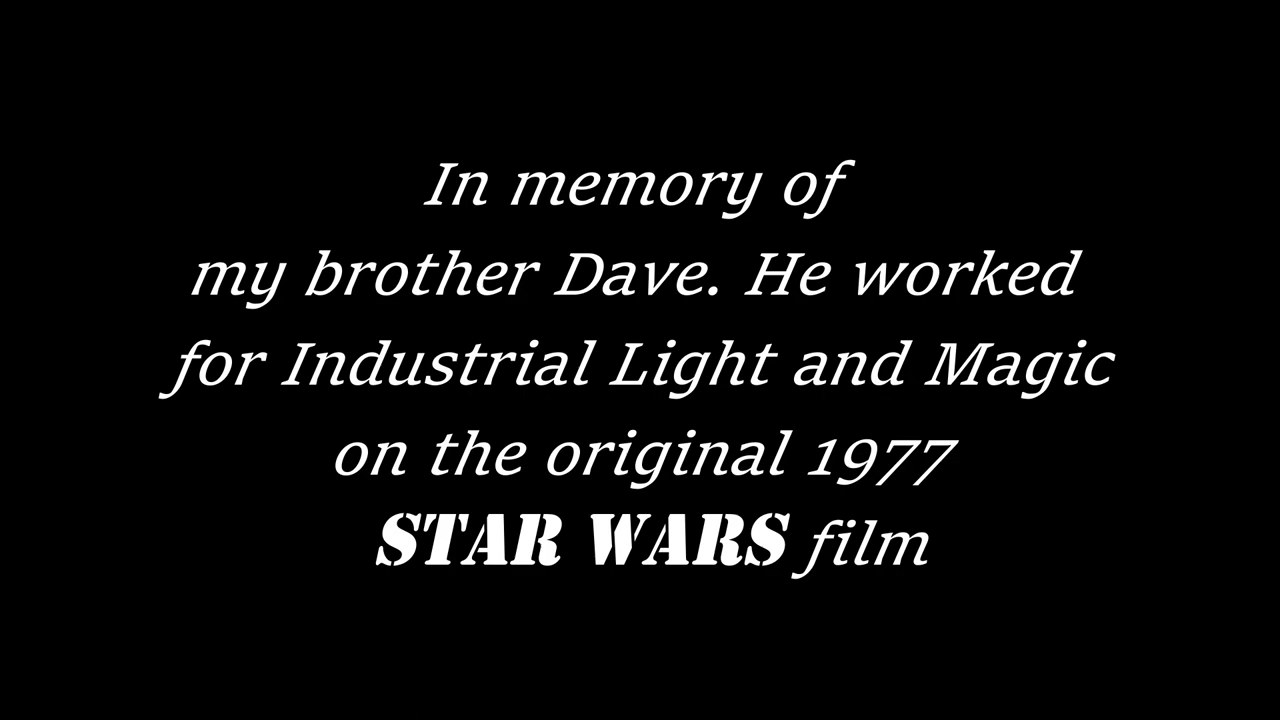 In memory of
my brother Dave. He worked
for Industrial Light and Magic
on the original 1977
STAR WARS film